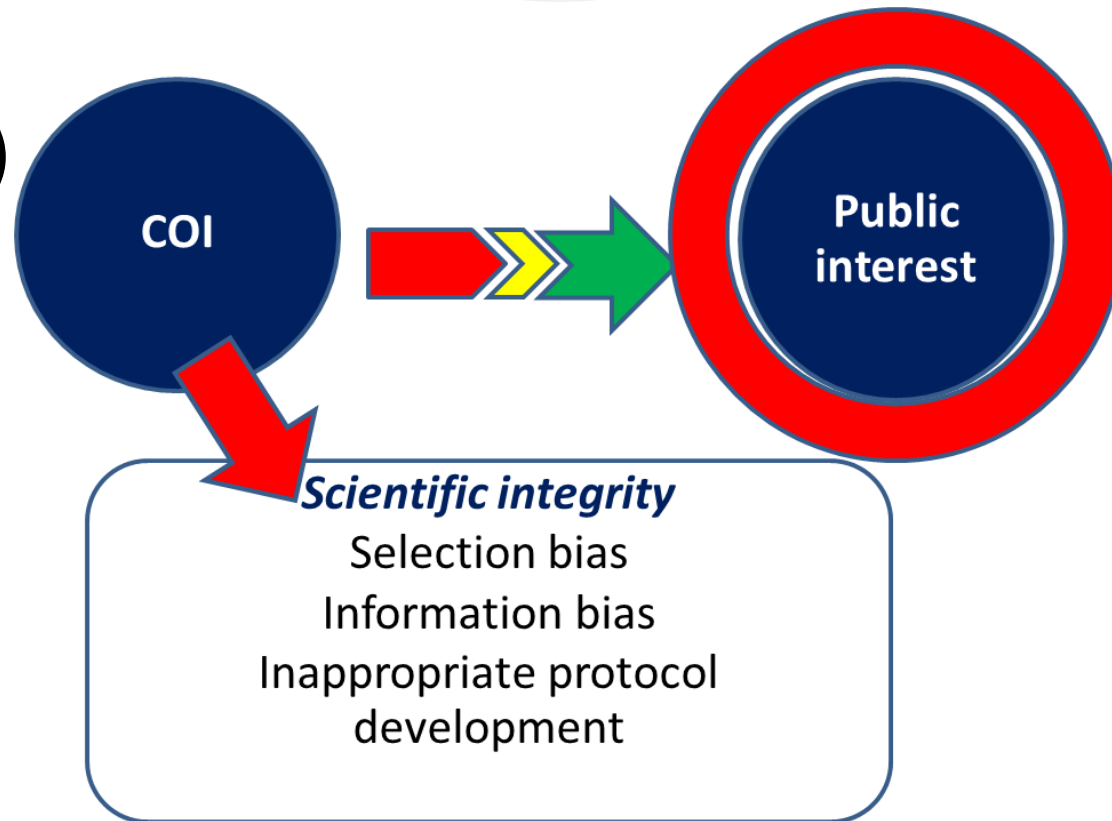 COI
Public
interest
Scientific integrity
Selection bias
Information bias
Inappropriate protocol
development